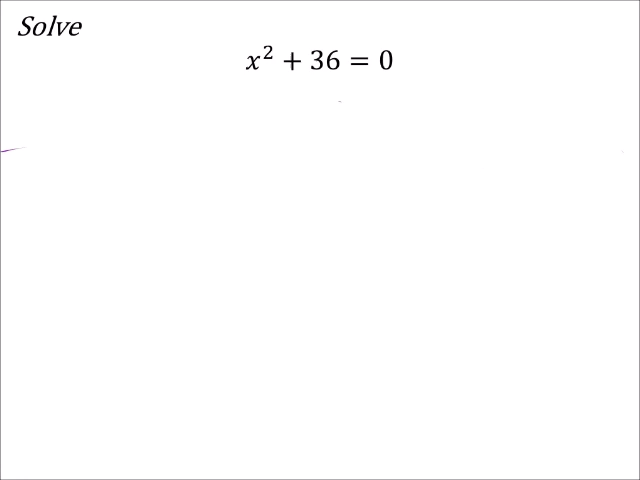 Solve
x² + 36 = 0